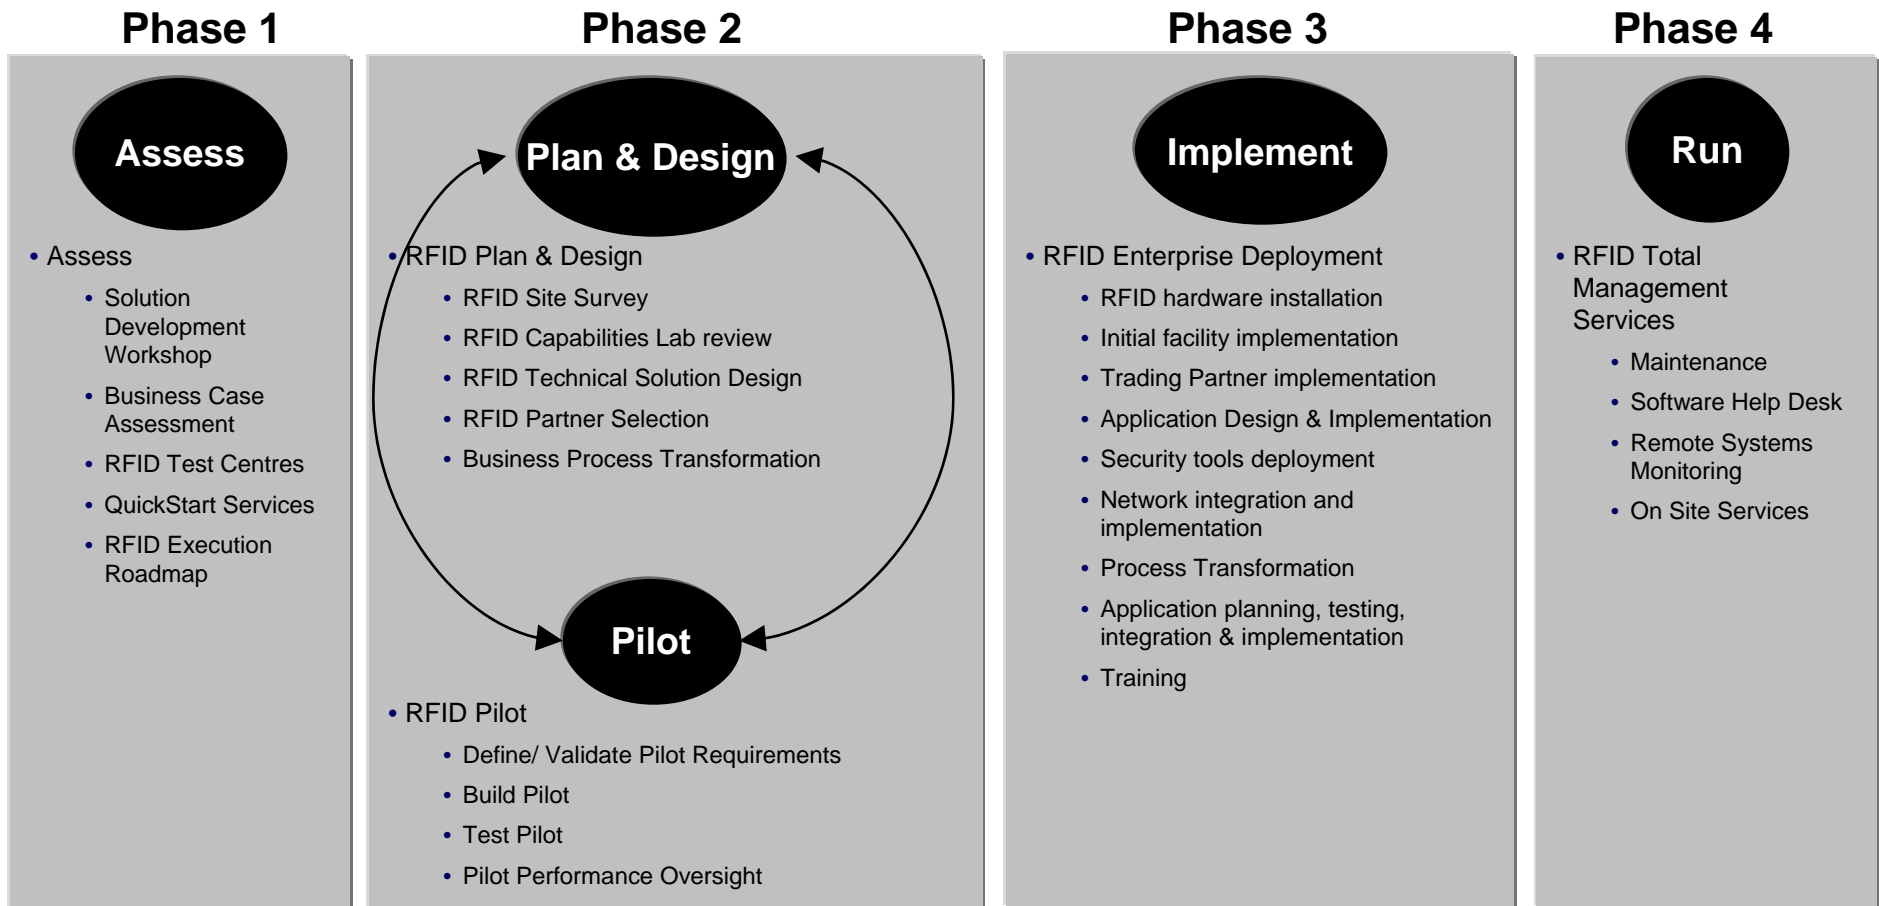 Phase 1
Assess
• Assess
• Solution
Development
Workshop
• Business Case
Assessment
• RFID Test Centres
• QuickStart Services
• RFID Execution
Roadmap
Phase 2
Plan & Design
• RFID Plan & Design
• RFID Site Survey
• RFID Capabilities Lab review
• RFID Technical Solution Design
• RFID Partner Selection
• Business Process Transformation
Pilot
• RFID Pilot
• Define/ Validate Pilot Requirements
• Build Pilot
• Test Pilot
• Pilot Performance Oversight
Phase 3
Implement
• RFID Enterprise Deployment
• RFID hardware installation
• Initial facility implementation
• Trading Partner implementation
• Application Design & Implementation
• Security tools deployment
• Network integration and
implementation
• Process Transformation
• Application planning, testing,
integration & implementation
• Training
Phase 4
Run
• RFID Total
Management
Services
• Maintenance
• Software Help Desk
• Remote Systems
Monitoring
• On Site Services